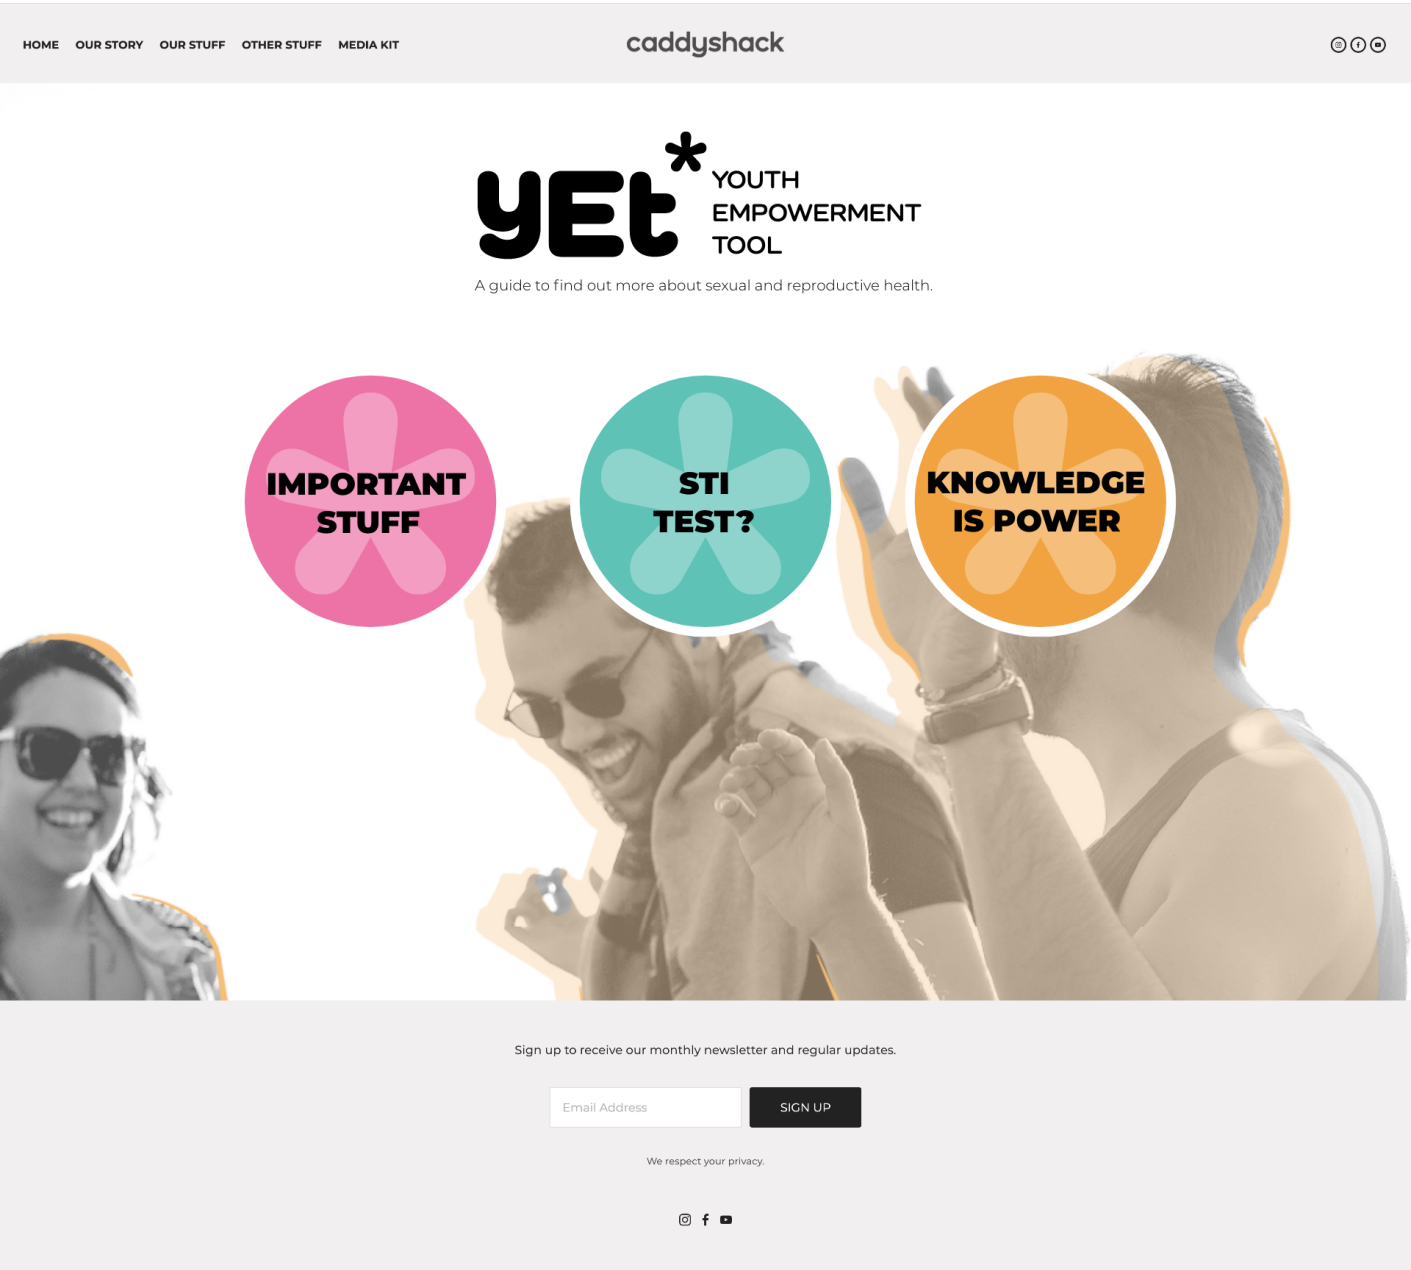 HOME OUR STORY OUR STUFF OTHER STUFF MEDIA KIT
caddyshack
yEt*
YOUTH
EMPOWERMENT
TOOL
A guide to find out more about sexual and reproductive health.
IMPORTANT
STUFF
STI
TEST?
KNOWLEDGE
IS POWER
Sign up to receive our monthly newsletter and regular updates.
Email Address
SIGN UP
We respect your privacy.